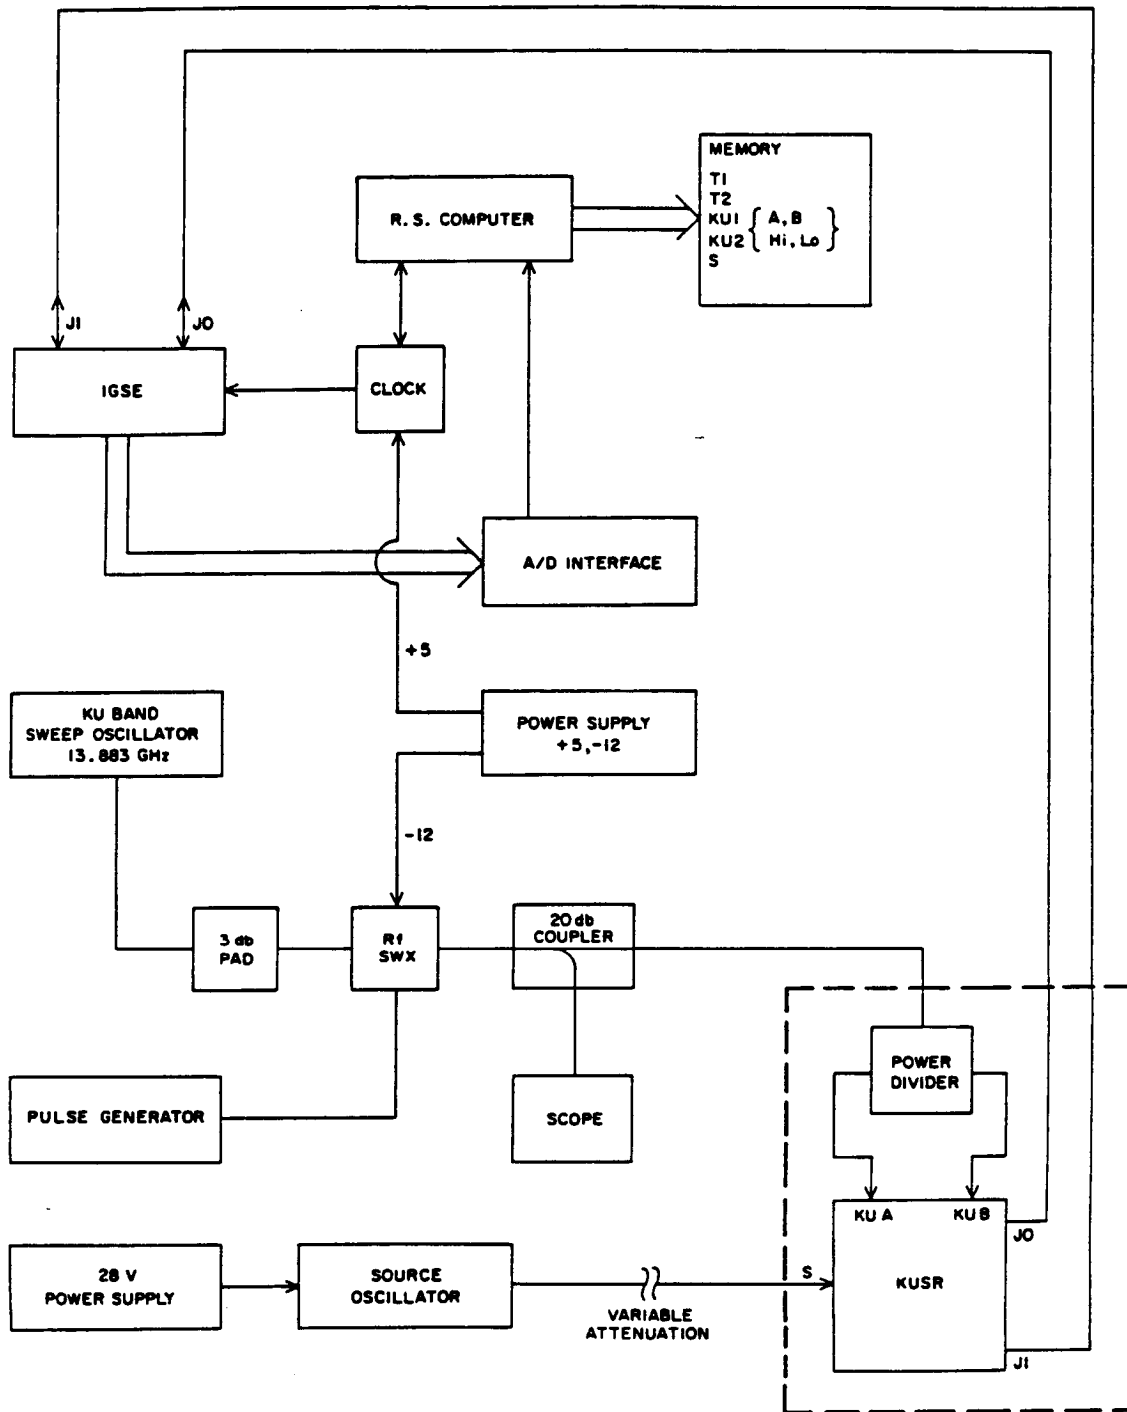 MEMORY
T1
T2
KU1 { A, B }
KU2 { Hi, Lo }
S
R. S. COMPUTER
J1
J0
IGSE
CLOCK
A/D INTERFACE
+5
KU BAND
SWEEP OSCILLATOR
13.883 GHz
POWER SUPPLY
+5,-12
-12
3 db
PAD
Rf
SWX
20 db
COUPLER
POWER
DIVIDER
PULSE GENERATOR
SCOPE
KU A
KU B
J0
28 V
POWER SUPPLY
SOURCE
OSCILLATOR
S
KUSR
VARIABLE
ATTENUATION
J1